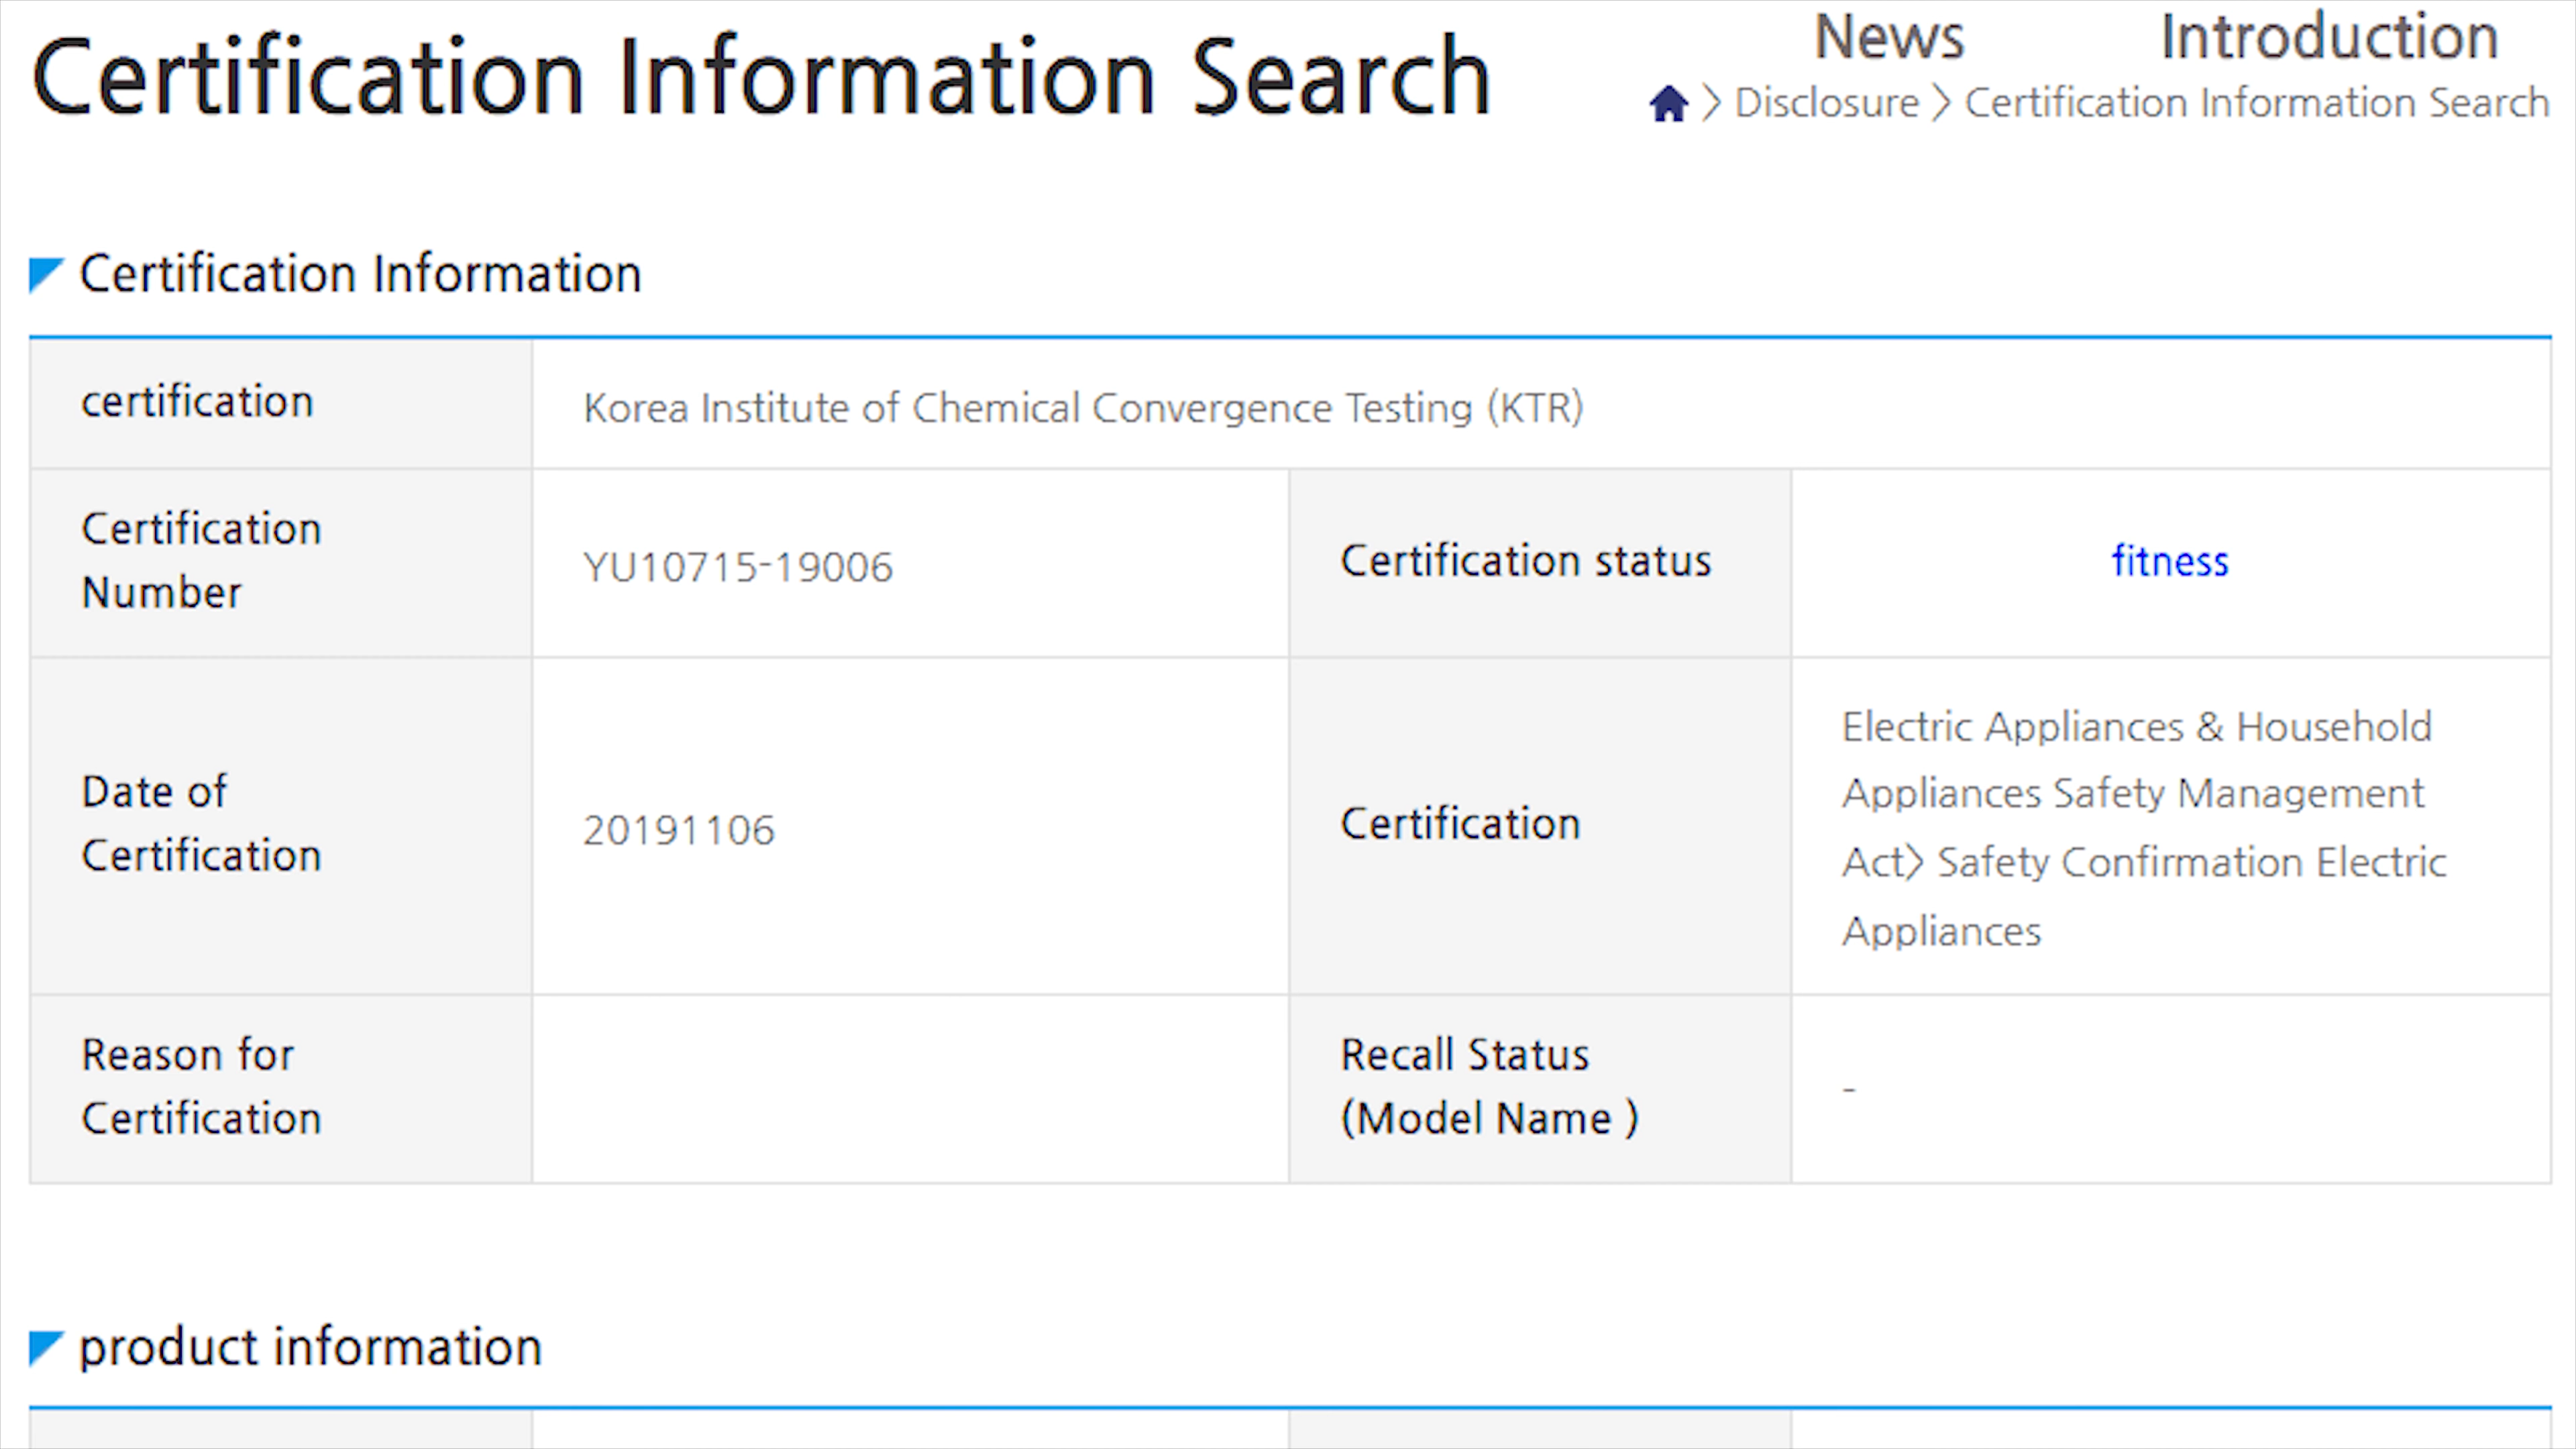 News Introduction
Certification Information Search
> Disclosure > Certification Information Search
Certification Information
certification
Korea Institute of Chemical Convergence Testing (KTR)
Certification
Number
YU10715-19006
Certification status
fitness
Date of
Certification
20191106
Certification
Electric Appliances & Household
Appliances Safety Management
Act> Safety Confirmation Electric
Appliances
Reason for
Certification
Recall Status
(Model Name )
-
product information